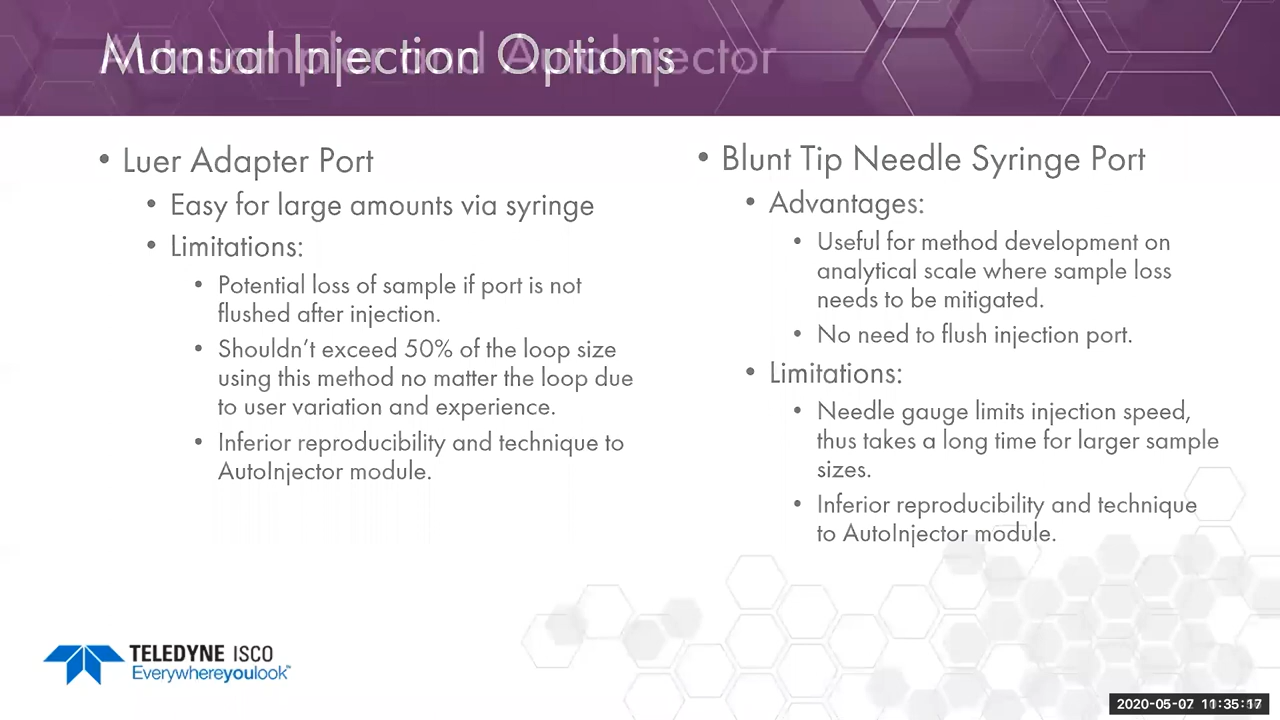 Manual Injection Options
Autosampler and AutoInjector
• Luer Adapter Port
• Easy for large amounts via syringe
• Limitations:
• Potential loss of sample if port is not
flushed after injection.
• Shouldn't exceed 50% of the loop size
using this method no matter the loop due
to user variation and experience.
• Inferior reproducibility and technique to
AutoInjector module.
• Blunt Tip Needle Syringe Port
• Advantages:
• Useful for method development on
analytical scale where sample loss
needs to be mitigated.
• No need to flush injection port.
• Limitations:
• Needle gauge limits injection speed,
thus takes a long time for larger sample
sizes.
• Inferior reproducibility and technique
to AutoInjector module.
TELEDYNE ISCO
Everywhereyoulook™
2020-05-07 11:35:17